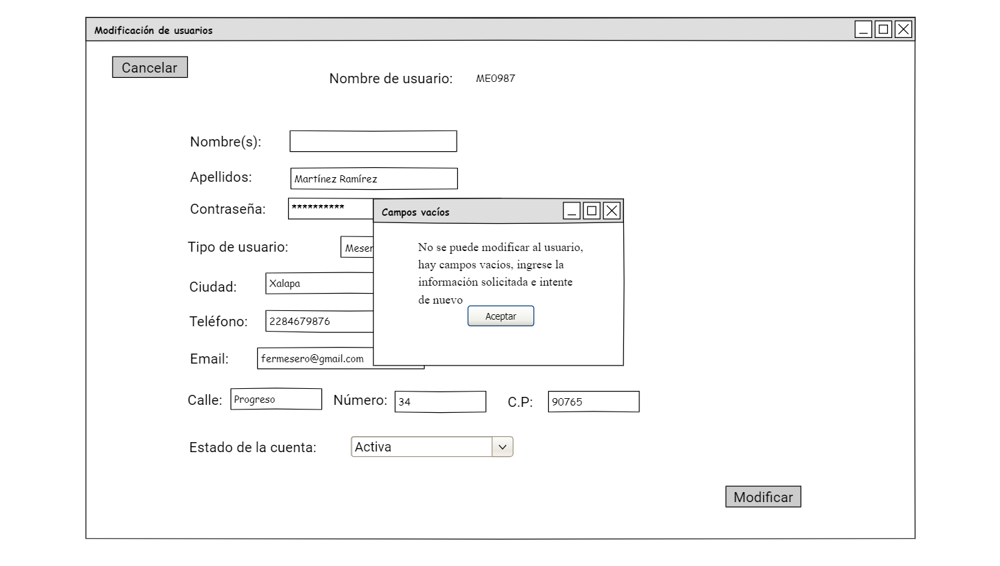 Modificación de usuarios
Cancelar
Nombre de usuario: ME0987
Nombre(s):
Apellidos: Martínez Ramírez
Contraseña: **********
Campos vacíos
No se puede modificar al usuario,
hay campos vacíos, ingrese la
información solicitada e intente
de nuevo
Aceptar
Tipo de usuario:
Ciudad: Xalapa
Teléfono: 2284679876
Email: fermesero@gmail.com
Calle: Progreso Número: 34 C.P: 90765
Estado de la cuenta: Activa
Modificar